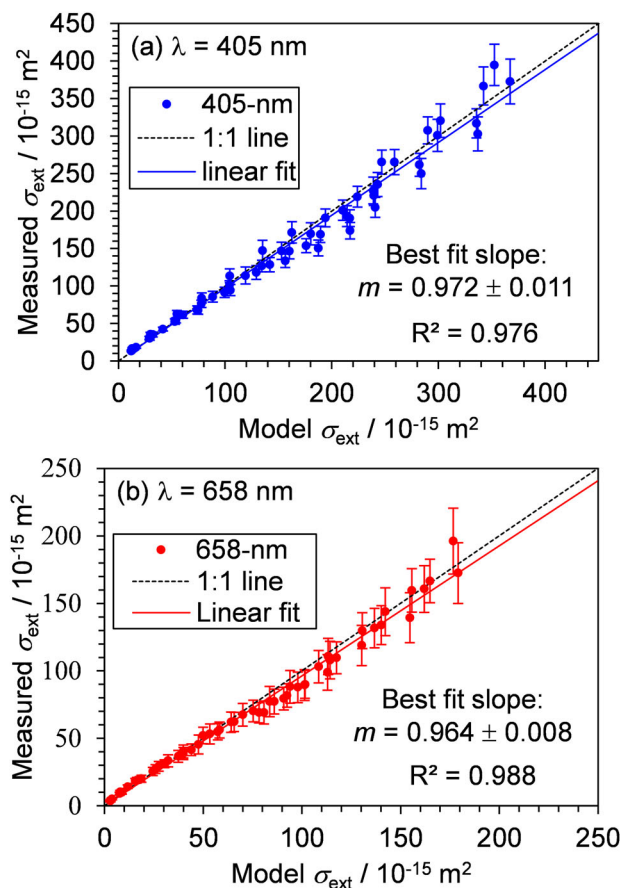 (a) λ = 405 nm
405-nm
1:1 line
linear fit
Best fit slope:
m = 0.972 ± 0.011
R² = 0.976
Measured σext / 10⁻¹⁵ m²
450
400
350
300
250
200
150
100
50
0
0 100 200 300 400
Model σext / 10⁻¹⁵ m²
(b) λ = 658 nm
658-nm
1:1 line
Linear fit
Best fit slope:
m = 0.964 ± 0.008
R² = 0.988
Measured σext / 10⁻¹⁵ m²
250
200
150
100
50
0
0 50 100 150 200 250
Model σext / 10⁻¹⁵ m²